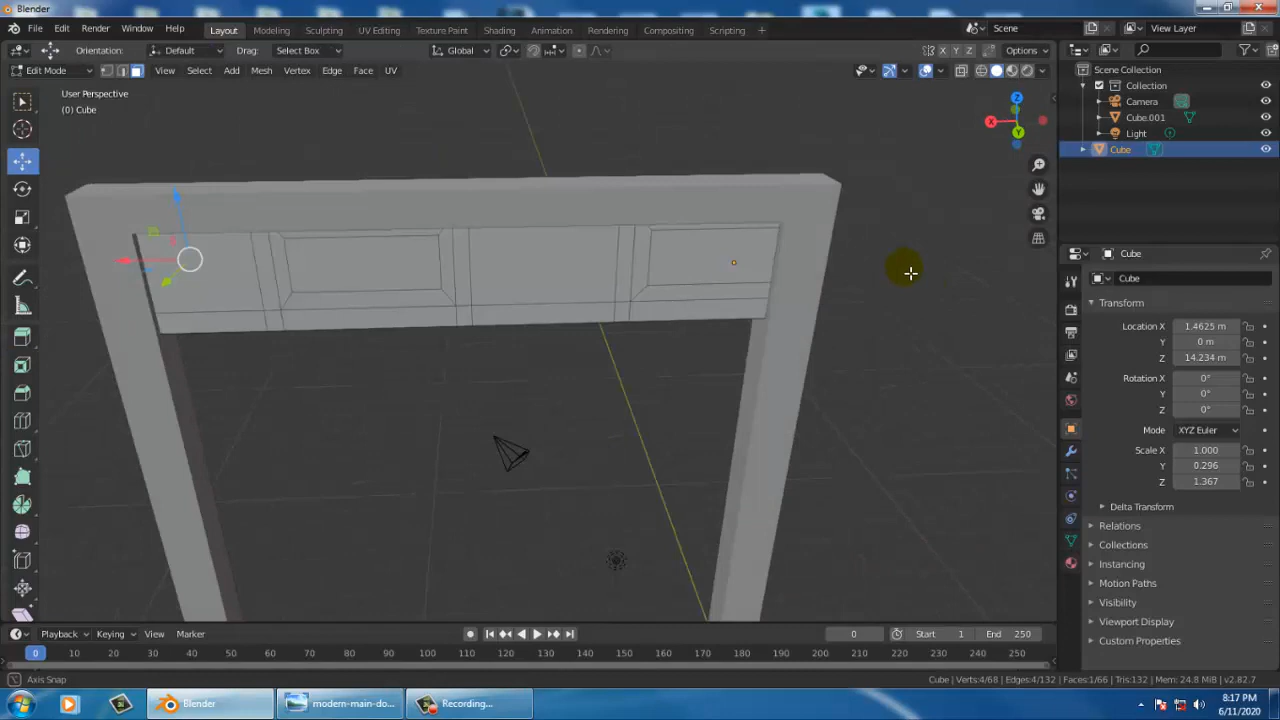 Blender
File Edit Render Window Help Layout Modeling Sculpting UV Editing Texture Paint Shading Animation Rendering Compositing Scripting + Scene View Layer
Orientation: Default Drag: Select Box Global X Y Z Options
Edit Mode View Select Add Mesh Vertex Edge Face UV
User Perspective
(0) Cube
Z
X
Y
Scene Collection
Collection
Camera
Cube.001
Light
Cube
Cube
Cube
Transform
Location X 1.4625 m
Y 0 m
Z 14.234 m
Rotation X 0°
Y 0°
Z 0°
Mode XYZ Euler
Scale X 1.000
Y 0.296
Z 1.367
Delta Transform
Relations
Collections
Instancing
Motion Paths
Visibility
Viewport Display
Custom Properties
Playback Keying View Marker 0 Start 1 End 250
0 10 20 30 40 50 60 70 80 90 100 110 120 130 140 150 160 170 180 190 200 210 220 230 240 250
Axis Snap Cube | Verts:4/68 | Edges:4/132 | Faces:1/66 | Tris:132 | Mem: 24.8 MiB | v2.82.7
Blender modern-main-do... Recording...
8:17 PM
6/11/2020